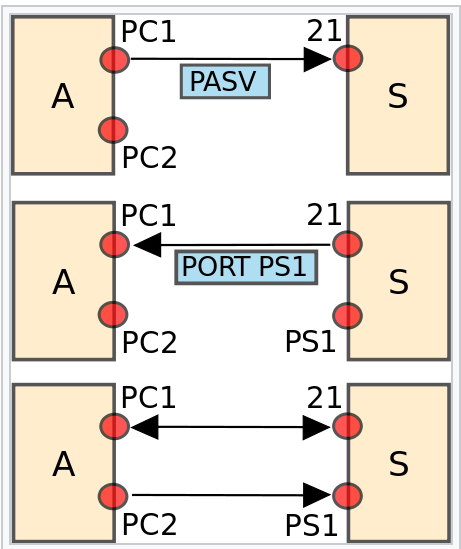 PC1 21
A PASV S
PC2
PC1 21
A PORT PS1 S
PC2 PS1
PC1 21
A S
PC2 PS1